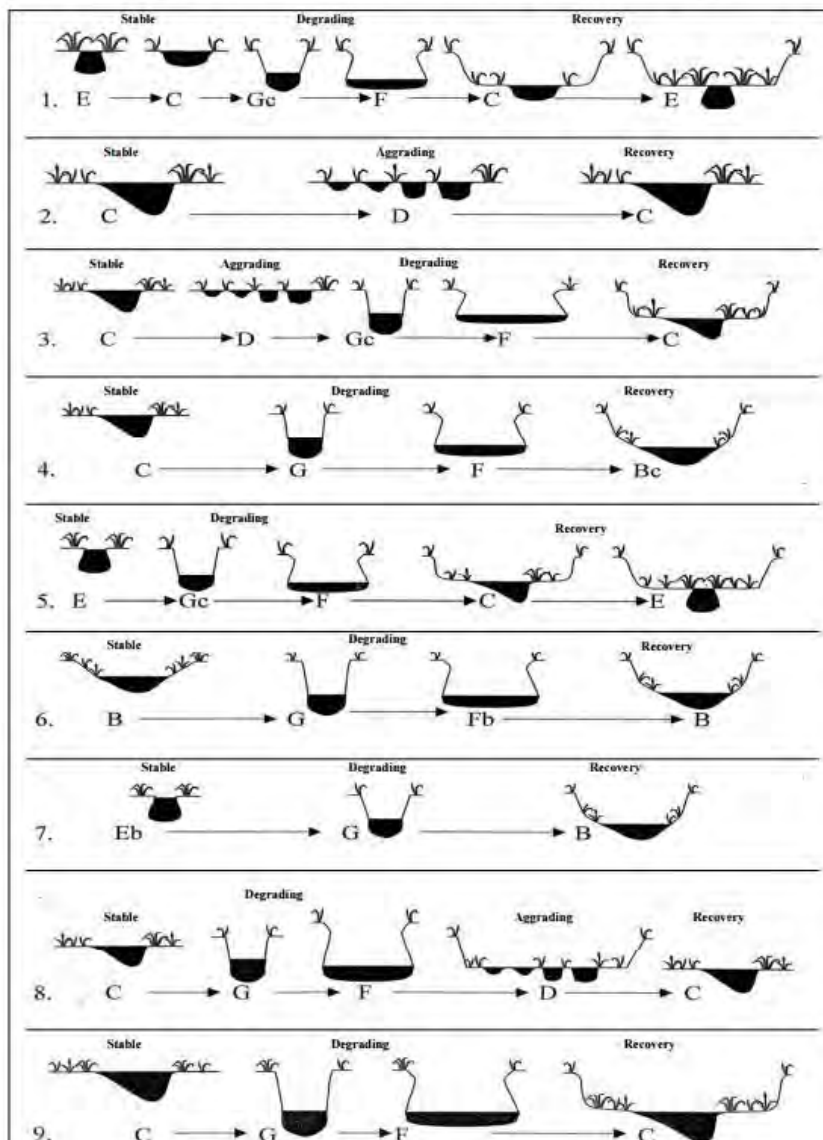 Stable Degrading Recovery
1. E C Gc F C E
Stable Aggrading Recovery
2. C D C
Stable Aggrading Degrading Recovery
3. C D Gc F C
Stable Degrading Recovery
4. C G F Bc
Stable Degrading Recovery
5. E Gc F C E
Stable Degrading Recovery
6. B G Fb B
Stable Degrading Recovery
7. Eb G B
Degrading
Stable Aggrading Recovery
8. C G F D C
Stable Degrading Recovery
9. C G F C